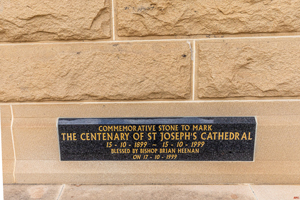 COMMEMORATIVE STONE TO MARK
THE CENTENARY OF ST JOSEPH'S CATHEDRAL
15 - 10 - 1899 ~ 15 - 10 - 1999
BLESSED BY BISHOP BRIAN HEENAN
ON 17 - 10 - 1999